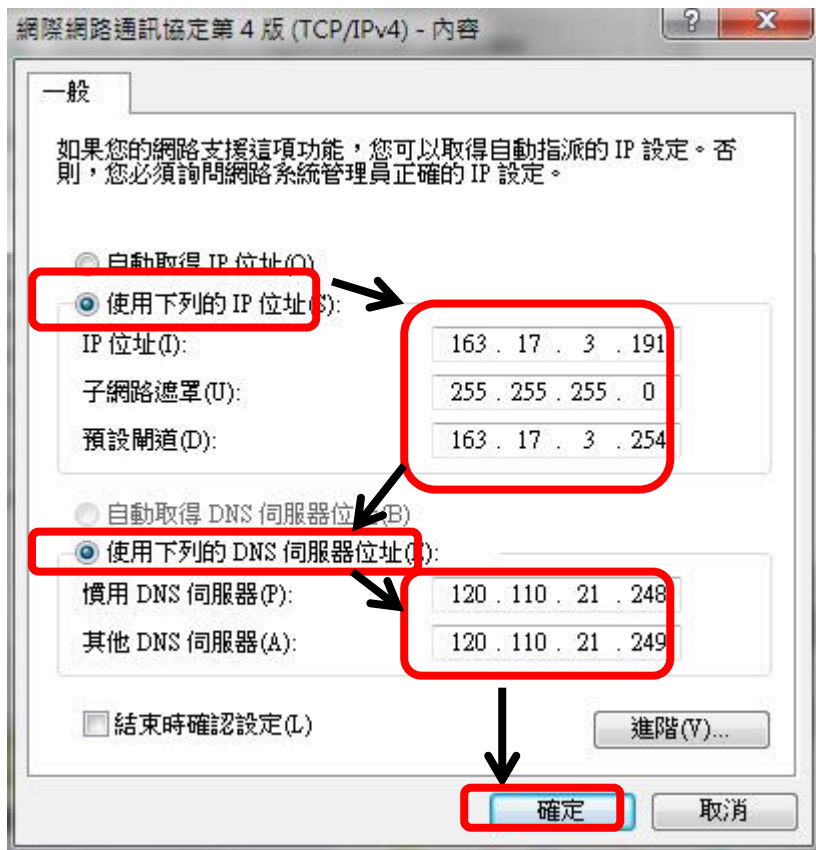 網際網路通訊協定第 4 版 (TCP/IPv4) - 內容
?
X
一般
如果您的網路支援這項功能，您可以取得自動指派的 IP 設定。否
則，您必須詢問網路系統管理員正確的 IP 設定。
自動取得 IP 位址(O)
使用下列的 IP 位址(S):
IP 位址(I): 163 . 17 . 3 . 191
子網路遮罩(U): 255 . 255 . 255 . 0
預設閘道(D): 163 . 17 . 3 . 254
自動取得 DNS 伺服器位址(B)
使用下列的 DNS 伺服器位址(E):
慣用 DNS 伺服器(P): 120 . 110 . 21 . 248
其他 DNS 伺服器(A): 120 . 110 . 21 . 249
結束時確認設定(L)
進階(V)...
確定
取消